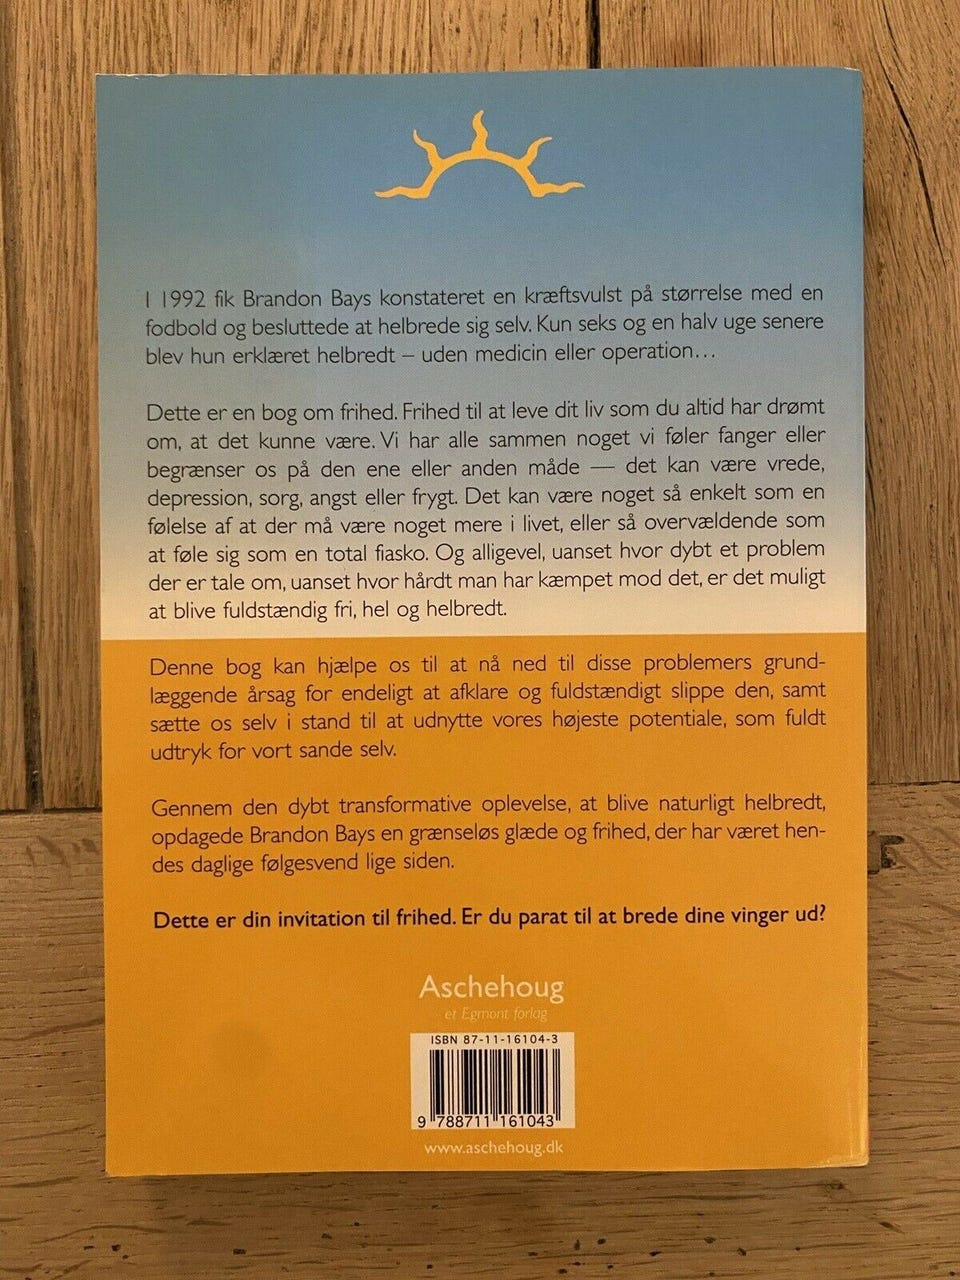 I 1992 fik Brandon Bays konstateret en kræftsvulst på størrelse med en
fodbold og besluttede at helbrede sig selv. Kun seks og en halv uge senere
blev hun erklæret helbredt – uden medicin eller operation…
Dette er en bog om frihed. Frihed til at leve dit liv som du altid har drømt
om, at det kunne være. Vi har alle sammen noget vi føler fanger eller
begrænser os på den ene eller anden måde — det kan være vrede,
depression, sorg, angst eller frygt. Det kan være noget så enkelt som en
følelse af at der må være noget mere i livet, eller så overvældende som
at føle sig som en total fiasko. Og alligevel, uanset hvor dybt et problem
der er tale om, uanset hvor hårdt man har kæmpet mod det, er det muligt
at blive fuldstændig fri, hel og helbredt.
Denne bog kan hjælpe os til at nå ned til disse problemers grund-
læggende årsag for endeligt at afklare og fuldstændigt slippe den, samt
sætte os selv i stand til at udnytte vores højeste potentiale, som fuldt
udtryk for vort sande selv.
Gennem den dybt transformative oplevelse, at blive naturligt helbredt,
opdagede Brandon Bays en grænseløs glæde og frihed, der har været hen-
des daglige følgesvend lige siden.
Dette er din invitation til frihed. Er du parat til at brede dine vinger ud?
Aschehoug
et Egmont forlag
ISBN 87-11-16104-3
9 788711 161043
www.aschehoug.dk